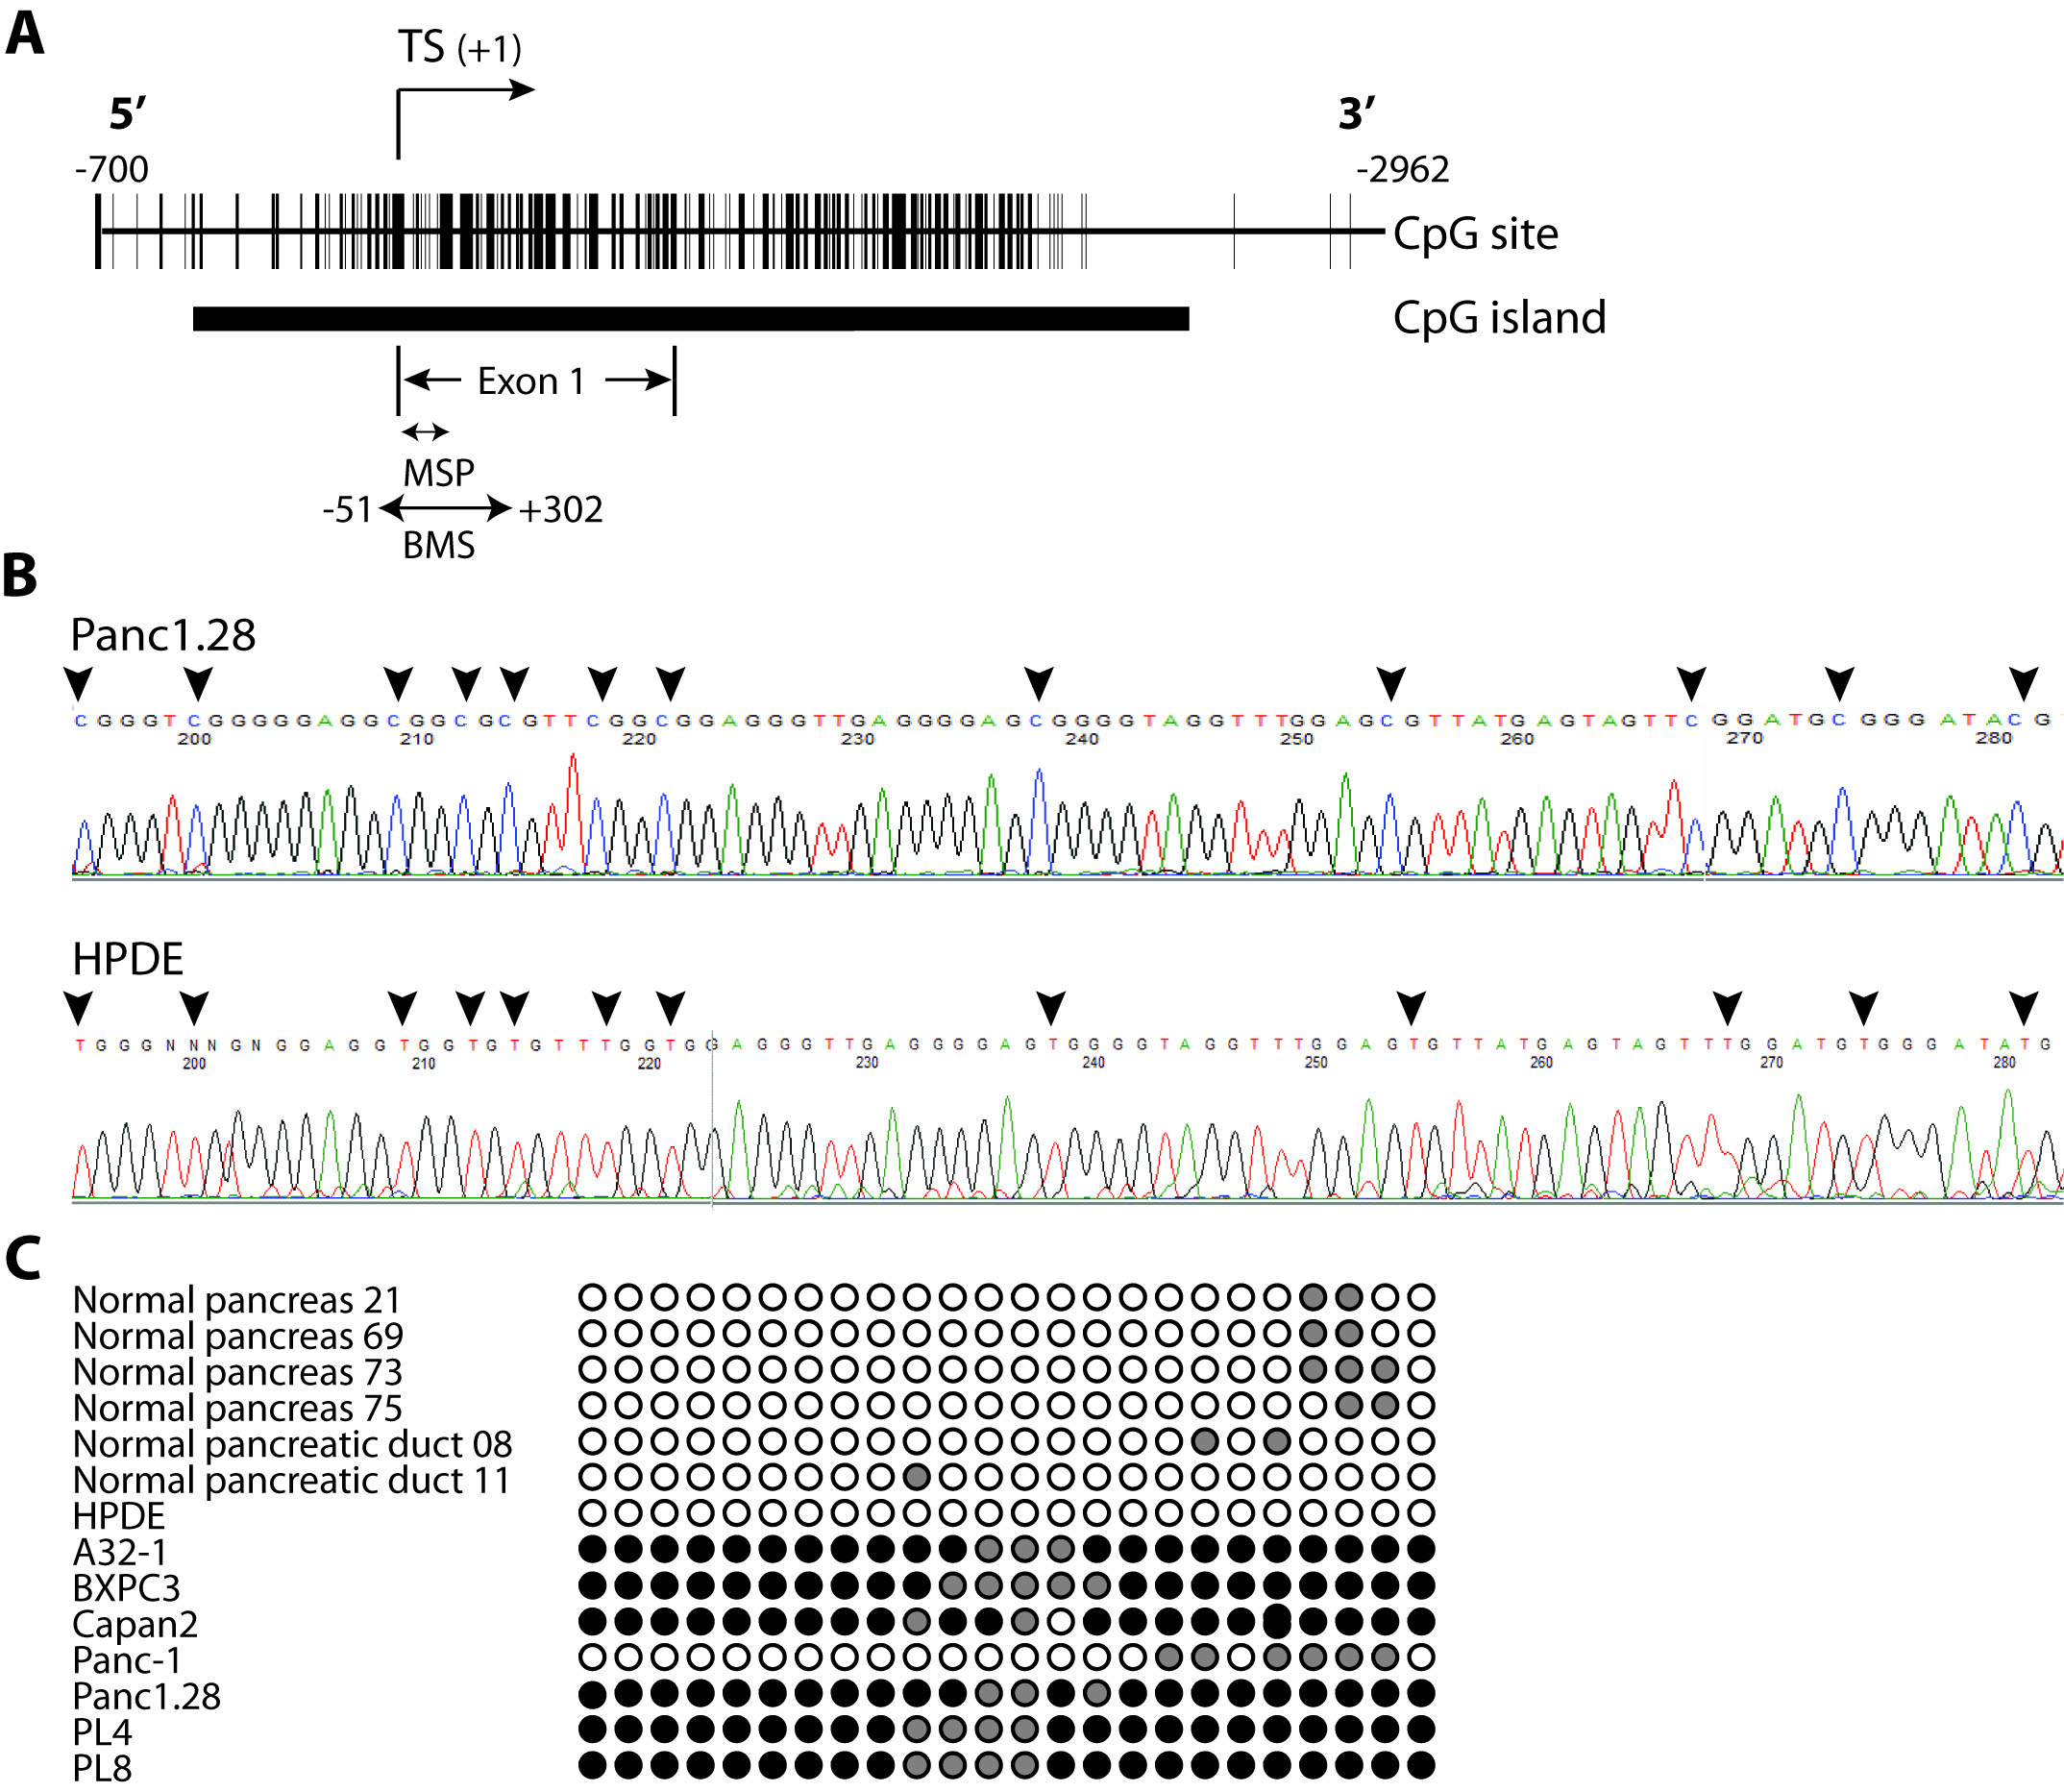 A
TS (+1)
5′ 3′
-700 -2962
CpG site
CpG island
Exon 1
MSP
-51 +302
BMS
B
Panc1.28
C G G G T C G G G G G A G G C G G C G C G T T C G G C G G A G G G T T G A G G G G A G C G G G G T A G G T T T G G A G C G T T A T G A G T A G T T C G G A T G C G G G A T A C G
200 210 220 230 240 250 260 270 280
HPDE
T G G G N N N G N G G A G G T G G T G T G T T T G G T G G A G G G T T G A G G G G A G T G G G G T A G G T T T G G A G T G T T A T G A G T A G T T T G G A T G T G G G A T A T G
200 210 220 230 240 250 260 270 280
C
Normal pancreas 21
Normal pancreas 69
Normal pancreas 73
Normal pancreas 75
Normal pancreatic duct 08
Normal pancreatic duct 11
HPDE
A32-1
BXPC3
Capan2
Panc-1
Panc1.28
PL4
PL8